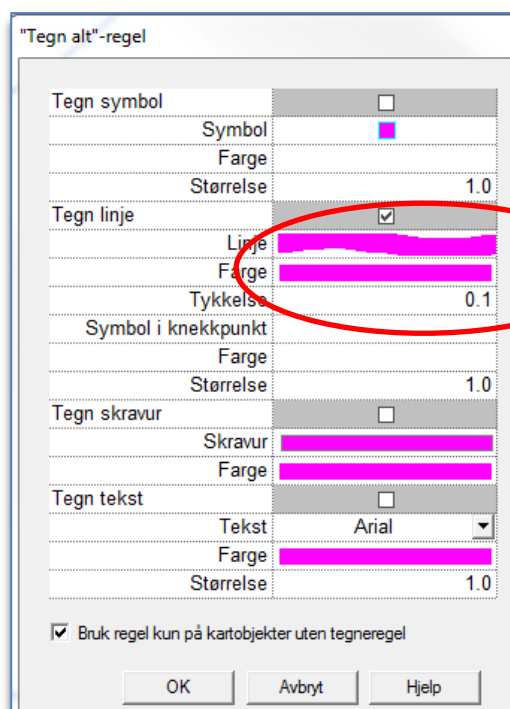 "Tegn alt"-regel
Tegn symbol
Symbol
Farge
Størrelse 1.0
Tegn linje
Linje
Farge
Tykkelse 0.1
Symbol i knekkpunkt
Farge
Størrelse 1.0
Tegn skravur
Skravur
Farge
Tegn tekst
Tekst Arial
Farge
Størrelse 1.0
Bruk regel kun på kartobjekter uten tegneregel
OK Avbryt Hjelp